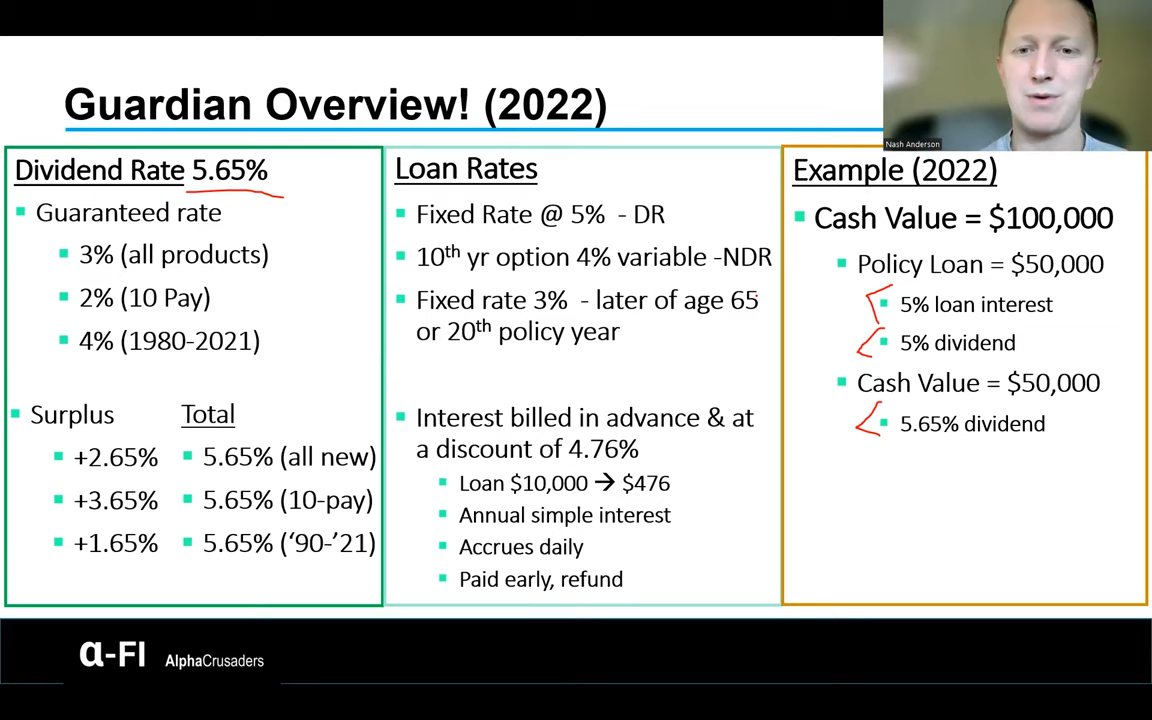 Guardian Overview! (2022)
Nash Anderson
Dividend Rate 5.65%
Guaranteed rate
3% (all products)
2% (10 Pay)
4% (1980-2021)
Surplus Total
+2.65% 5.65% (all new)
+3.65% 5.65% (10-pay)
+1.65% 5.65% (‘90-’21)
Loan Rates
Fixed Rate @ 5% - DR
10th yr option 4% variable -NDR
Fixed rate 3% - later of age 65
or 20th policy year
Interest billed in advance & at
a discount of 4.76%
Loan $10,000 → $476
Annual simple interest
Accrues daily
Paid early, refund
Example (2022)
Cash Value = $100,000
Policy Loan = $50,000
5% loan interest
5% dividend
Cash Value = $50,000
5.65% dividend
α-FI AlphaCrusaders